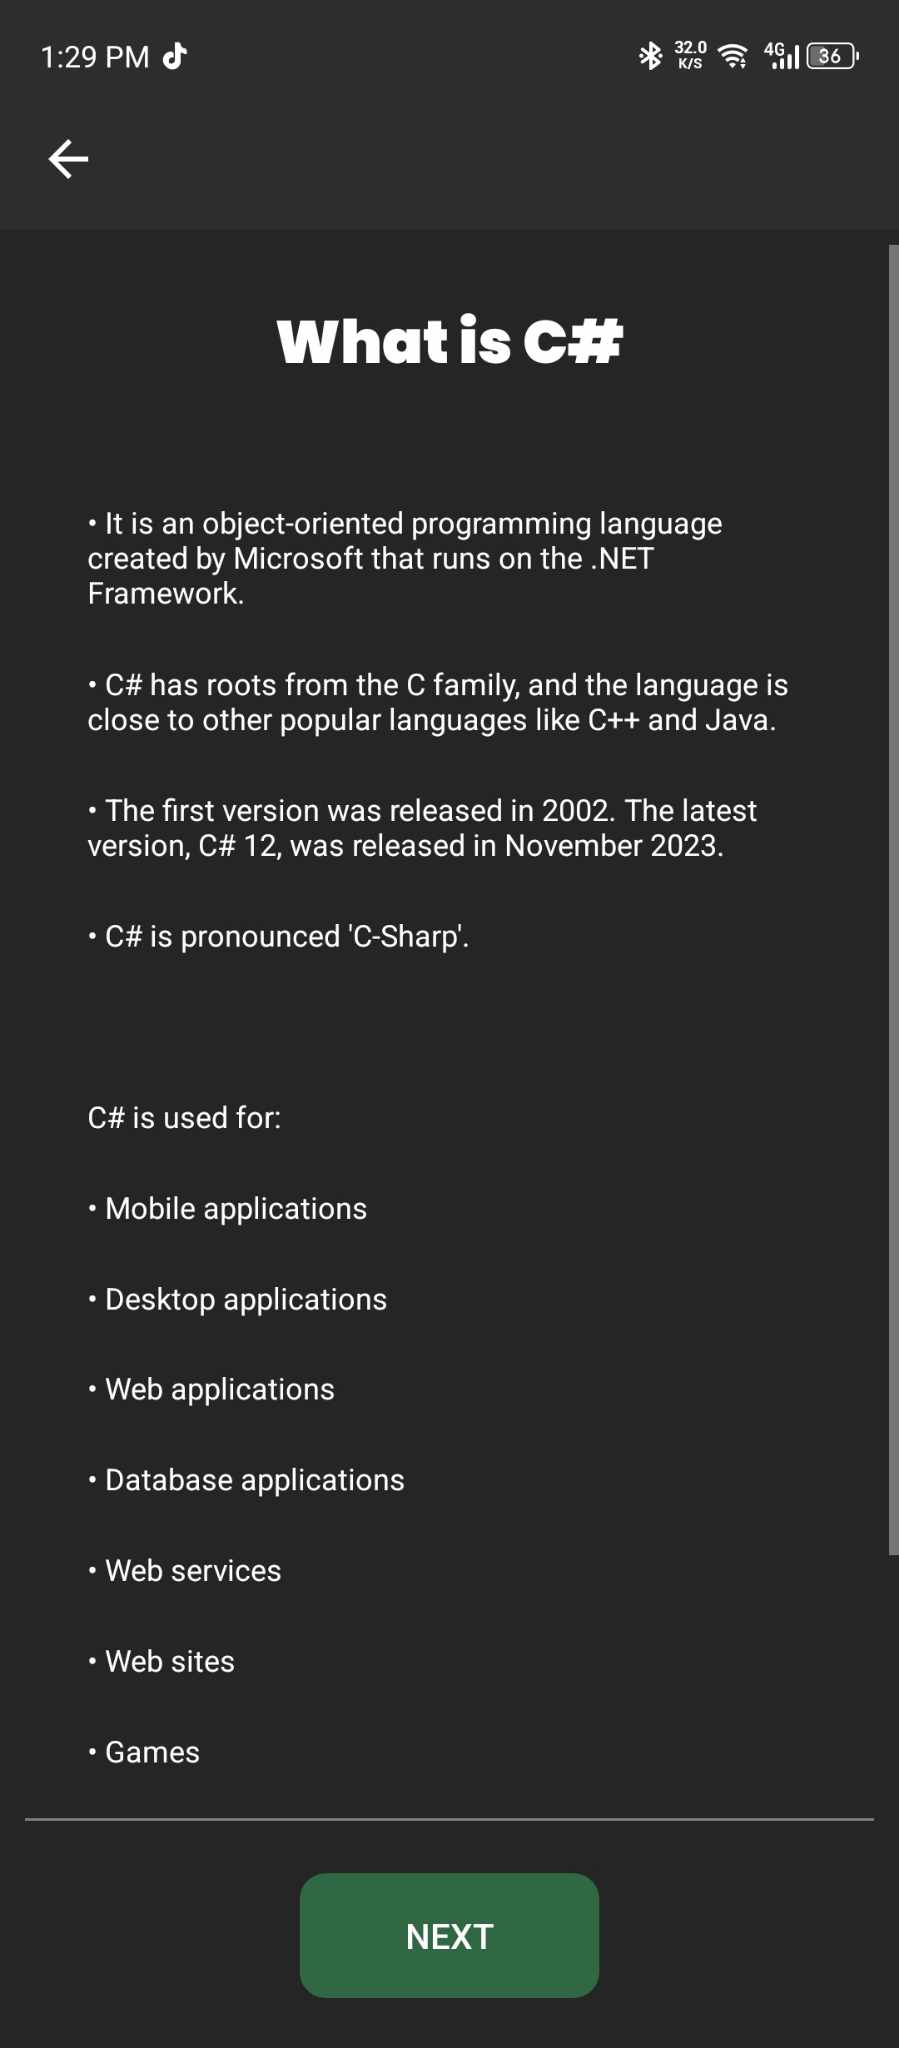 1:29 PM
32.0
K/S
4G
36
What is C#
• It is an object-oriented programming language
created by Microsoft that runs on the .NET
Framework.
• C# has roots from the C family, and the language is
close to other popular languages like C++ and Java.
• The first version was released in 2002. The latest
version, C# 12, was released in November 2023.
• C# is pronounced 'C-Sharp'.
C# is used for:
• Mobile applications
• Desktop applications
• Web applications
• Database applications
• Web services
• Web sites
• Games
NEXT